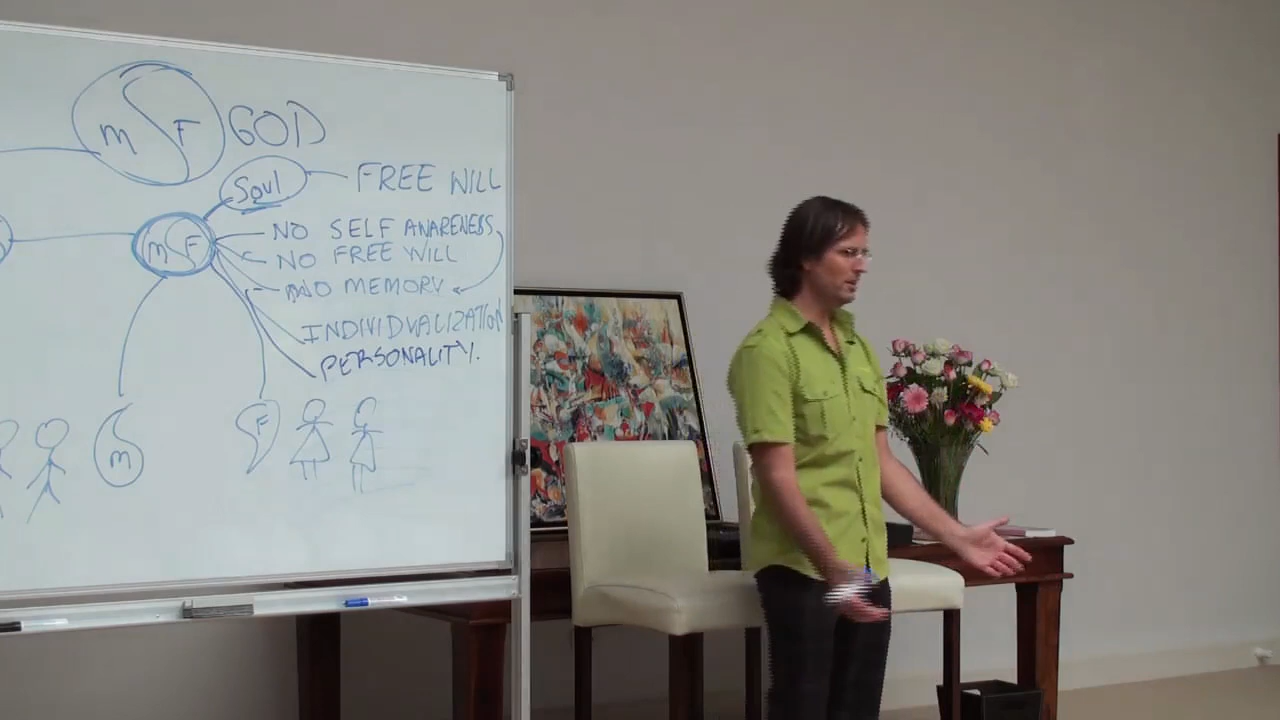 M F GOD
Soul FREE WILL
M F NO SELF AWARENESS
NO FREE WILL
NO MEMORY
INDIVIDUALIZATION
PERSONALITY.
M F